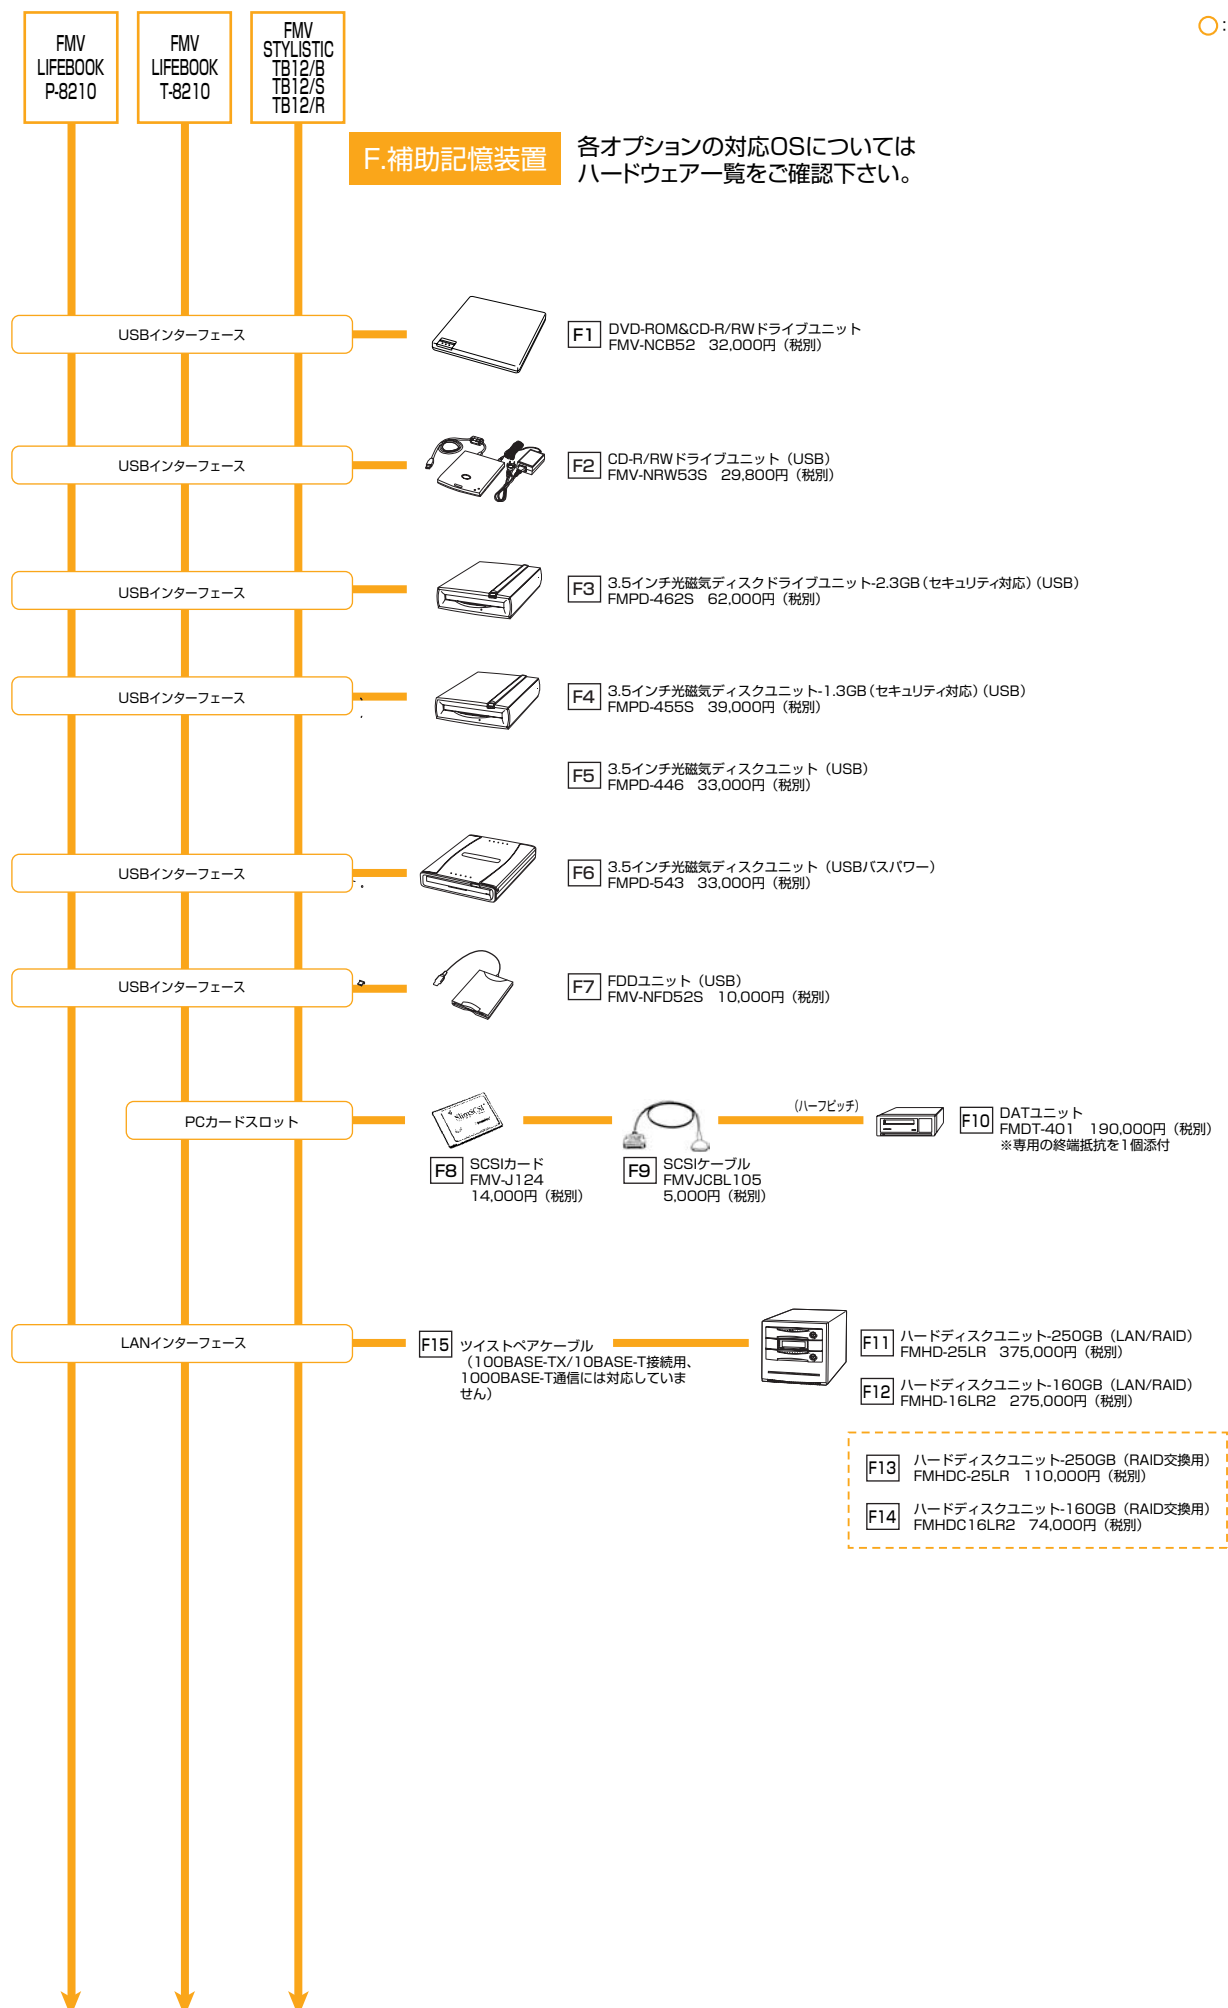 FMV
LIFEBOOK
P-8210
FMV
LIFEBOOK
T-8210
FMV
STYLISTIC
TB12/B
TB12/S
TB12/R
○:
F.補助記憶装置
各オプションの対応OSについては
ハードウェア一覧をご確認下さい。
USBインターフェース
F1 DVD-ROM&CD-R/RWドライブユニット
FMV-NCB52 32,000円（税別）
USBインターフェース
F2 CD-R/RWドライブユニット（USB）
FMV-NRW53S 29,800円（税別）
USBインターフェース
F3 3.5インチ光磁気ディスクドライブユニット-2.3GB（セキュリティ対応）（USB）
FMPD-462S 62,000円（税別）
USBインターフェース
F4 3.5インチ光磁気ディスクユニット-1.3GB（セキュリティ対応）（USB）
FMPD-455S 39,000円（税別）
F5 3.5インチ光磁気ディスクユニット（USB）
FMPD-446 33,000円（税別）
USBインターフェース
F6 3.5インチ光磁気ディスクユニット（USBバスパワー）
FMPD-543 33,000円（税別）
USBインターフェース
F7 FDDユニット（USB）
FMV-NFD52S 10,000円（税別）
PCカードスロット
SlimSCSI
F8 SCSIカード
FMV-J124
14,000円（税別）
F9 SCSIケーブル
FMVJCBL105
5,000円（税別）
(ハーフピッチ)
F10 DATユニット
FMDT-401 190,000円（税別）
※専用の終端抵抗を1個添付
LANインターフェース
F15 ツイストペアケーブル
（100BASE-TX/10BASE-T接続用、
1000BASE-T通信には対応していま
せん）
F11 ハードディスクユニット-250GB（LAN/RAID）
FMHD-25LR 375,000円（税別）
F12 ハードディスクユニット-160GB（LAN/RAID）
FMHD-16LR2 275,000円（税別）
F13 ハードディスクユニット-250GB（RAID交換用）
FMHDC-25LR 110,000円（税別）
F14 ハードディスクユニット-160GB（RAID交換用）
FMHDC16LR2 74,000円（税別）